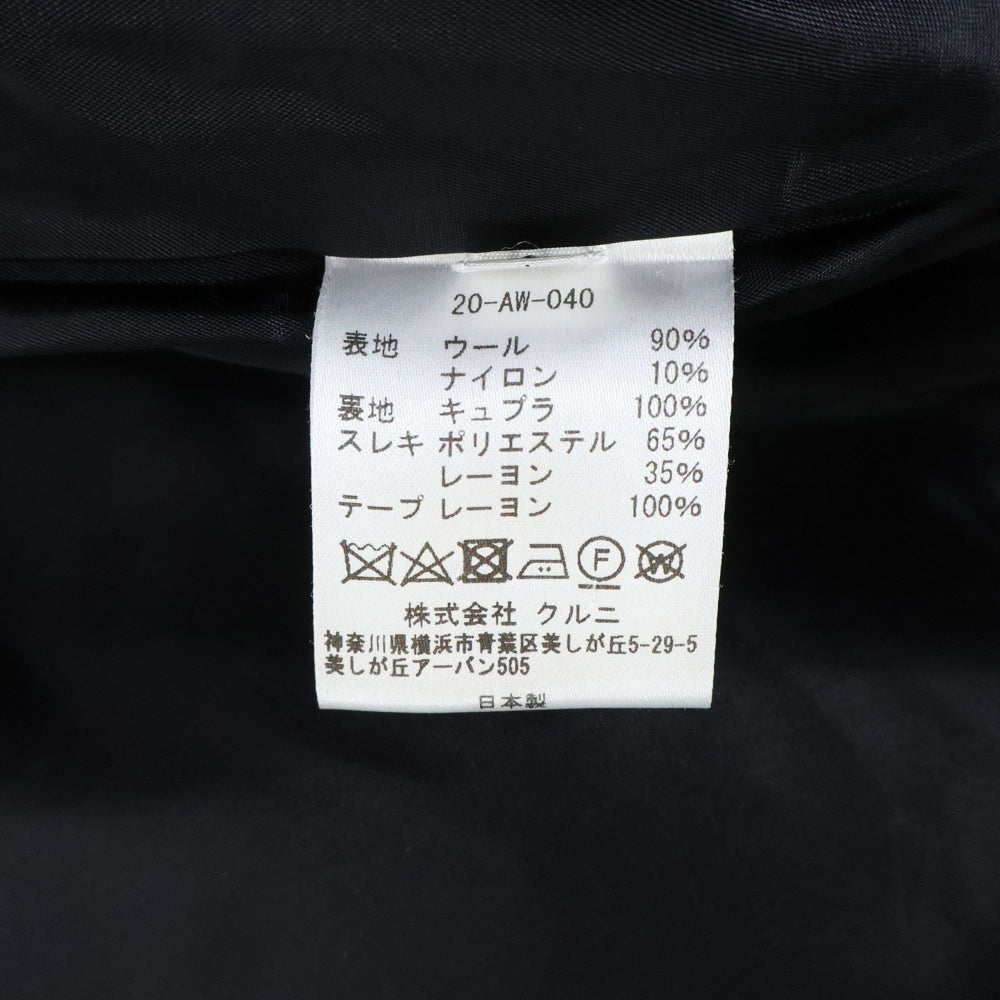 20-AW-040
表地 ウール 90%
ナイロン 10%
裏地 キュプラ 100%
スレキ ポリエステル 65%
レーヨン 35%
テープ レーヨン 100%
F W
株式会社 クルニ
神奈川県横浜市青葉区美しが丘5-29-5
美しが丘アーバン505
日本製